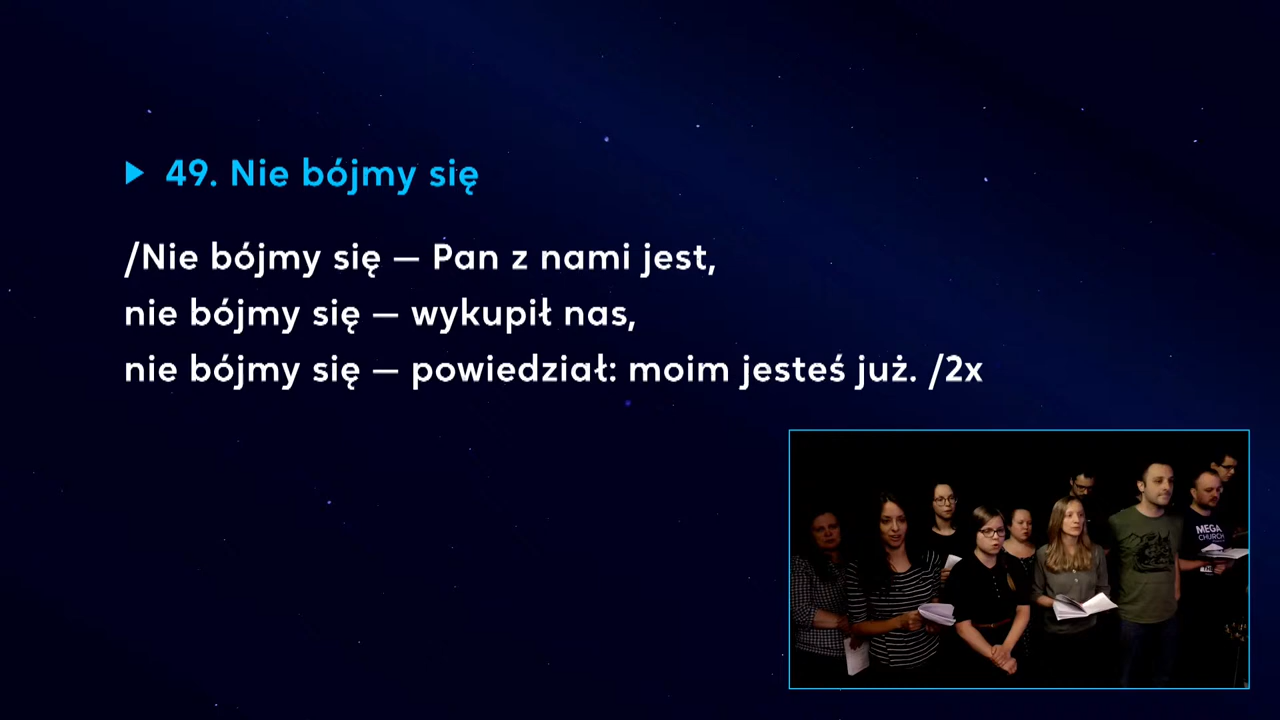 ▶ 49. Nie bójmy się
/Nie bójmy się — Pan z nami jest,
nie bójmy się — wykupił nas,
nie bójmy się — powiedział: moim jesteś już. /2x
MEGA
CHURCH